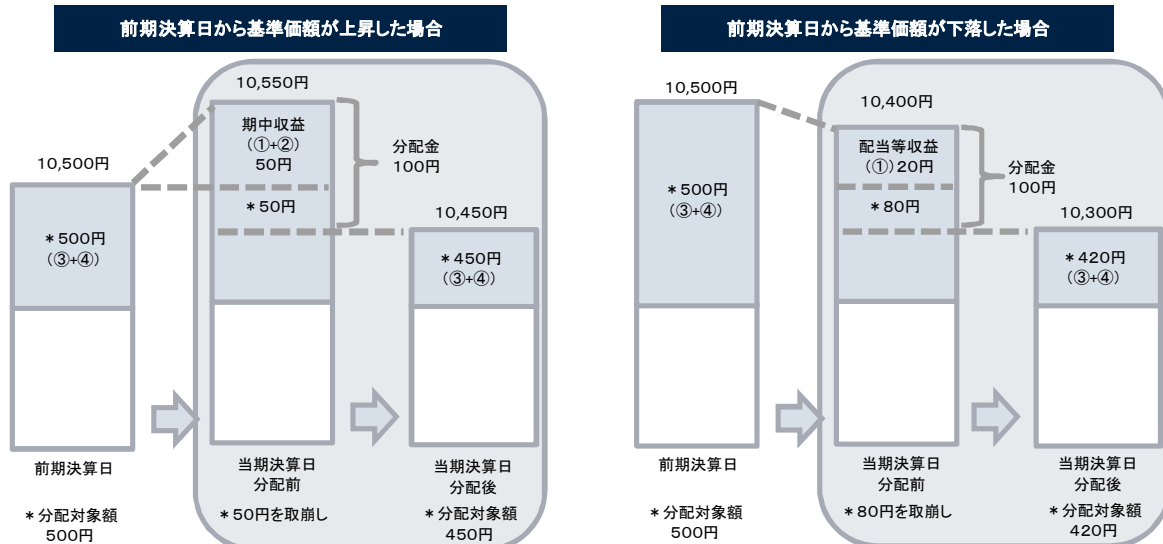 前期決算日から基準価額が上昇した場合
10,500円
＊500円
（③+④）
10,550円
期中収益
（①+②）
50円
＊50円
分配金
100円
10,450円
＊450円
（③+④）
前期決算日
当期決算日
分配前
当期決算日
分配後
＊分配対象額
500円
＊50円を取崩し
＊分配対象額
450円
前期決算日から基準価額が下落した場合
10,500円
＊500円
（③+④）
10,400円
配当等収益
（①）20円
＊80円
分配金
100円
10,300円
＊420円
（③+④）
前期決算日
当期決算日
分配前
当期決算日
分配後
＊分配対象額
500円
＊80円を取崩し
＊分配対象額
420円